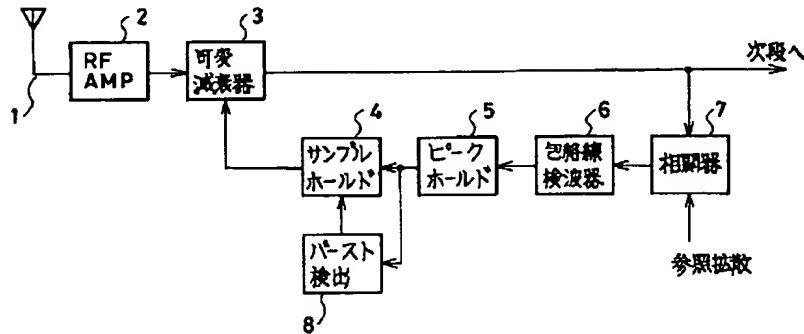 2
3
RF
AMP
可変
減衰器
次段へ
1
4
5
6
7
サンプル
ホールド
ピーク
ホールド
包絡線
検波器
相関器
バースト
検出
8
参照拡散